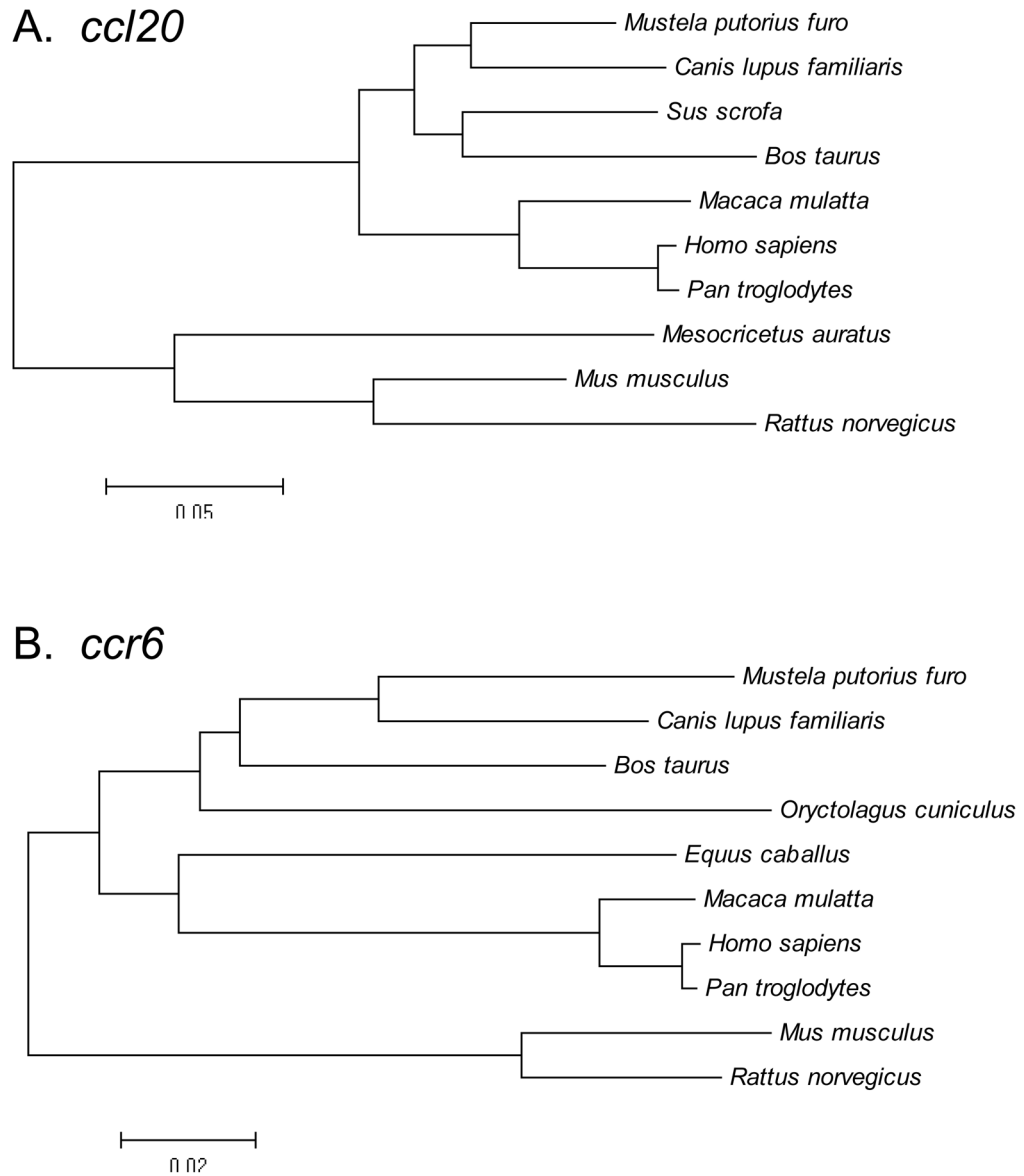 A. ccl20
Mustela putorius furo
Canis lupus familiaris
Sus scrofa
Bos taurus
Macaca mulatta
Homo sapiens
Pan troglodytes
Mesocricetus auratus
Mus musculus
Rattus norvegicus
0.05
B. ccr6
Mustela putorius furo
Canis lupus familiaris
Bos taurus
Oryctolagus cuniculus
Equus caballus
Macaca mulatta
Homo sapiens
Pan troglodytes
Mus musculus
Rattus norvegicus
0.02